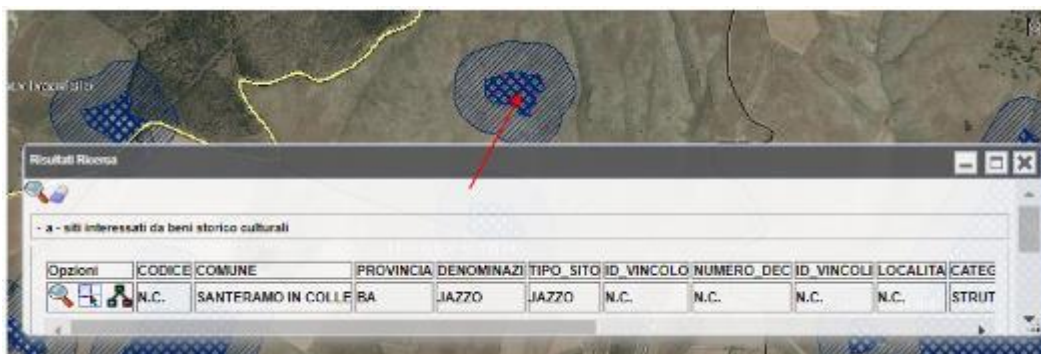 Risultati Ricerca
- a - siti interessati da beni storico culturali
Opzioni CODICE COMUNE PROVINCIA DENOMINAZI TIPO_SITO ID_VINCOLO NUMERO_DEC ID_VINCOLI LOCALITA CATEG
N.C. SANTERAMO IN COLLE BA JAZZO JAZZO N.C. N.C. N.C. N.C. STRUT